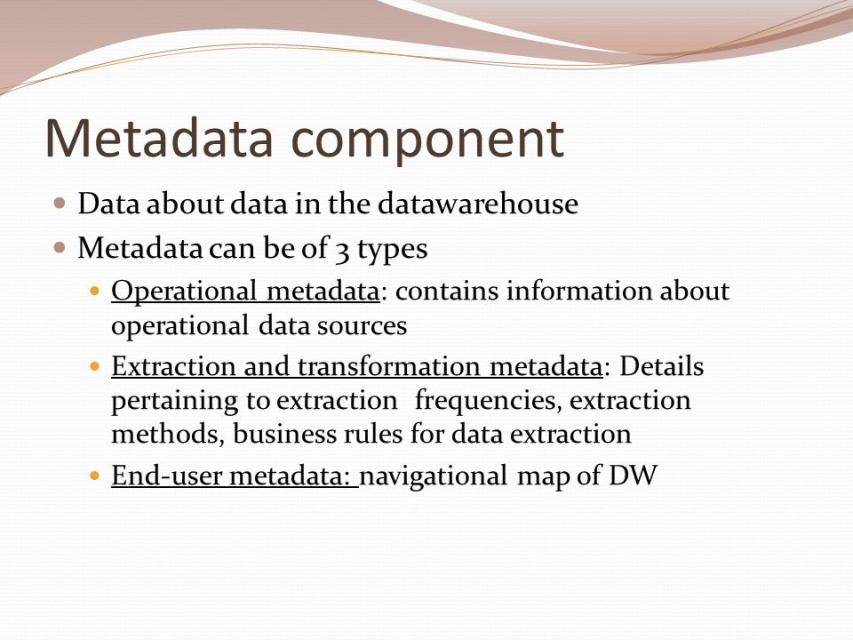 Metadata component
Data about data in the datawarehouse
Metadata can be of 3 types
Operational metadata: contains information about
operational data sources
Extraction and transformation metadata: Details
pertaining to extraction frequencies, extraction
methods, business rules for data extraction
End-user metadata: navigational map of DW